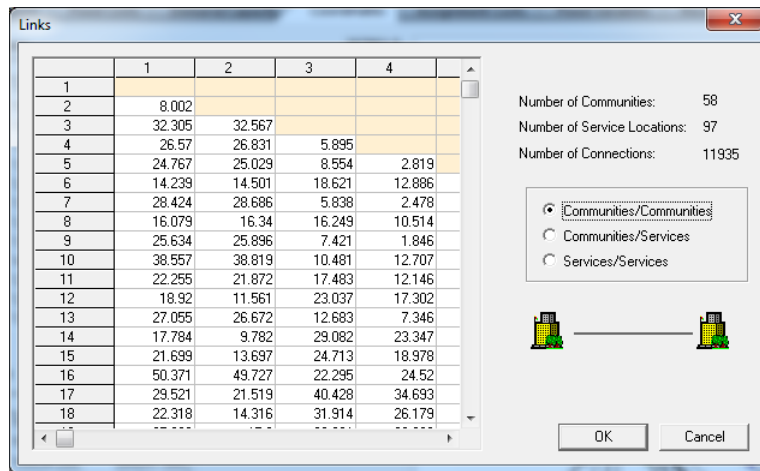 Links
1 2 3 4
1
2 8.002
3 32.305 32.567
4 26.57 26.831 5.895
5 24.767 25.029 8.554 2.819
6 14.239 14.501 18.621 12.886
7 28.424 28.686 5.838 2.478
8 16.079 16.34 16.249 10.514
9 25.634 25.896 7.421 1.846
10 38.557 38.819 10.481 12.707
11 22.255 21.872 17.483 12.146
12 18.92 11.561 23.037 17.302
13 27.055 26.672 12.683 7.346
14 17.784 9.782 29.082 23.347
15 21.699 13.697 24.713 18.978
16 50.371 49.727 22.295 24.52
17 29.521 21.519 40.428 34.693
18 22.318 14.316 31.914 26.179
Number of Communities: 58
Number of Service Locations: 97
Number of Connections: 11935
Communities/Communities
Communities/Services
Services/Services
OK Cancel